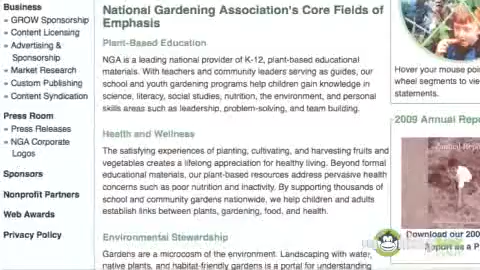 Business
» GROW Sponsorship
» Content Licensing
» Advertising &
Sponsorship
» Market Research
» Custom Publishing
» Content Syndication
Press Room
» Press Releases
» NGA Corporate
Logos
Sponsors
Nonprofit Partners
Web Awards
Privacy Policy
National Gardening Association's Core Fields of
Emphasis
Plant-Based Education
NGA is a leading national provider of K-12, plant-based educational
materials. With teachers and community leaders serving as guides, our
school and youth gardening programs help children gain knowledge in
science, literacy, social studies, nutrition, the environment, and personal
skills areas such as leadership, problem-solving, and team building.
Health and Wellness
The satisfying experiences of planting, cultivating, and harvesting fruits and
vegetables creates a lifelong appreciation for healthy living. Beyond formal
educational materials, our plant-based resources address pervasive health
concerns such as poor nutrition and inactivity. By supporting thousands of
school and community gardens nationwide, we help children and adults
establish links between plants, gardening, food, and health.
Environmental Stewardship
Gardens are a microcosm of the environment. Landscaping with water,
native plants, and habitat-friendly gardens is a portal for understanding
Hover your mouse poi
wheel segments to vie
statements.
2009 Annual Repo
Annual Repo
Download our 200
Report as a P